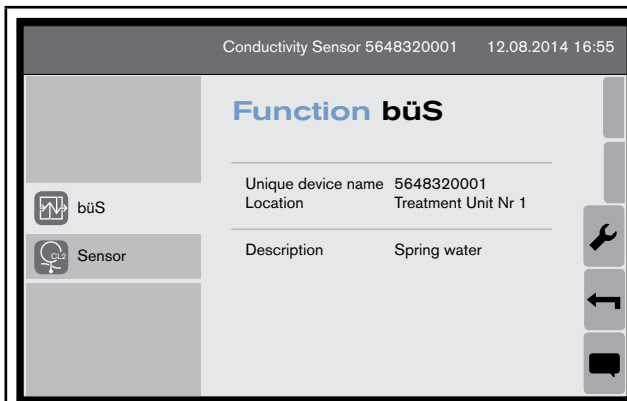 Conductivity Sensor 5648320001 12.08.2014 16:55
Function büS
Unique device name 5648320001
Location Treatment Unit Nr 1
büS
CL2 Sensor
Description Spring water